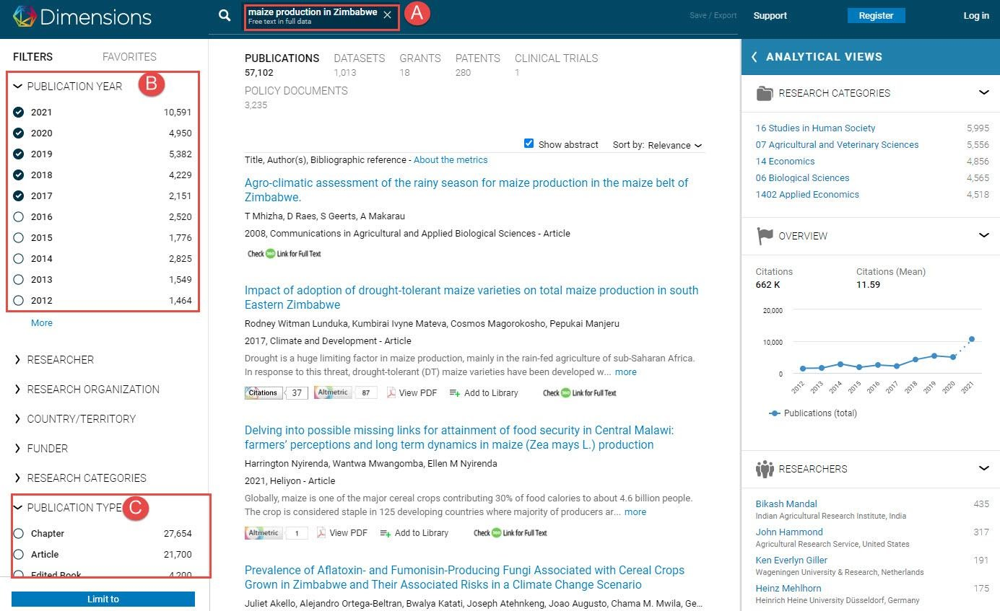 Dimensions
maize production in Zimbabwe
Free text in full data
A
Save / Export
Support
Register
Log in
FILTERS
FAVORITES
PUBLICATION YEAR
B
2021 10,591
2020 4,950
2019 5,382
2018 4,229
2017 2,151
2016 2,520
2015 1,776
2014 2,825
2013 1,549
2012 1,464
More
RESEARCHER
RESEARCH ORGANIZATION
COUNTRY/TERRITORY
FUNDER
RESEARCH CATEGORIES
PUBLICATION TYPE
C
Chapter 27,654
Article 21,700
Edited Book 4,200
Limit to
PUBLICATIONS DATASETS GRANTS PATENTS CLINICAL TRIALS
57,102 1,013 18 280 1
POLICY DOCUMENTS
3,235
Show abstract Sort by: Relevance
Title, Author(s), Bibliographic reference - About the metrics
Agro-climatic assessment of the rainy season for maize production in the maize belt of
Zimbabwe.
T Mhizha, D Raes, S Geerts, A Makarau
2008, Communications in Agricultural and Applied Biological Sciences - Article
Check 360 Link for Full Text
Impact of adoption of drought-tolerant maize varieties on total maize production in south
Eastern Zimbabwe
Rodney Witman Lunduka, Kumbirai Ivyne Mateva, Cosmos Magorokosho, Pepukai Manjeru
2017, Climate and Development - Article
Drought is a huge limiting factor in maize production, mainly in the rain-fed agriculture of sub-Saharan Africa.
In response to this threat, drought-tolerant (DT) maize varieties have been developed w... more
Citations 37 Altmetric 87 View PDF Add to Library Check 360 Link for Full Text
Delving into possible missing links for attainment of food security in Central Malawi:
farmers' perceptions and long term dynamics in maize (Zea mays L.) production
Harrington Nyirenda, Wantwa Mwangomba, Ellen M Nyirenda
2021, Heliyon - Article
Globally, maize is one of the major cereal crops contributing 30% of food calories to about 4.6 billion people.
The crop is considered staple in 125 developing countries where majority of producers ar... more
Altmetric 1 View PDF Add to Library Check 360 Link for Full Text
Prevalence of Aflatoxin- and Fumonisin-Producing Fungi Associated with Cereal Crops
Grown in Zimbabwe and Their Associated Risks in a Climate Change Scenario
Juliet Akello, Alejandro Ortega-Beltran, Bwalya Katati, Joseph Atehnkeng, Joao Augusto, Chama M. Mwila, Ge...
ANALYTICAL VIEWS
RESEARCH CATEGORIES
16 Studies in Human Society 5,995
07 Agricultural and Veterinary Sciences 5,556
14 Economics 4,856
06 Biological Sciences 4,565
1402 Applied Economics 4,518
OVERVIEW
Citations Citations (Mean)
662 K 11.59
20,000
10,000
0
2012 2013 2014 2015 2016 2017 2018 2019 2020 2021
Publications (total)
RESEARCHERS
Bikash Mandal 435
Indian Agricultural Research Institute, India
John Hammond 317
Agricultural Research Service, United States
Ken Everlyn Giller 191
Wageningen University & Research, Netherlands
Heinz Mehlhorn 175
Heinrich Heine University Düsseldorf, Germany